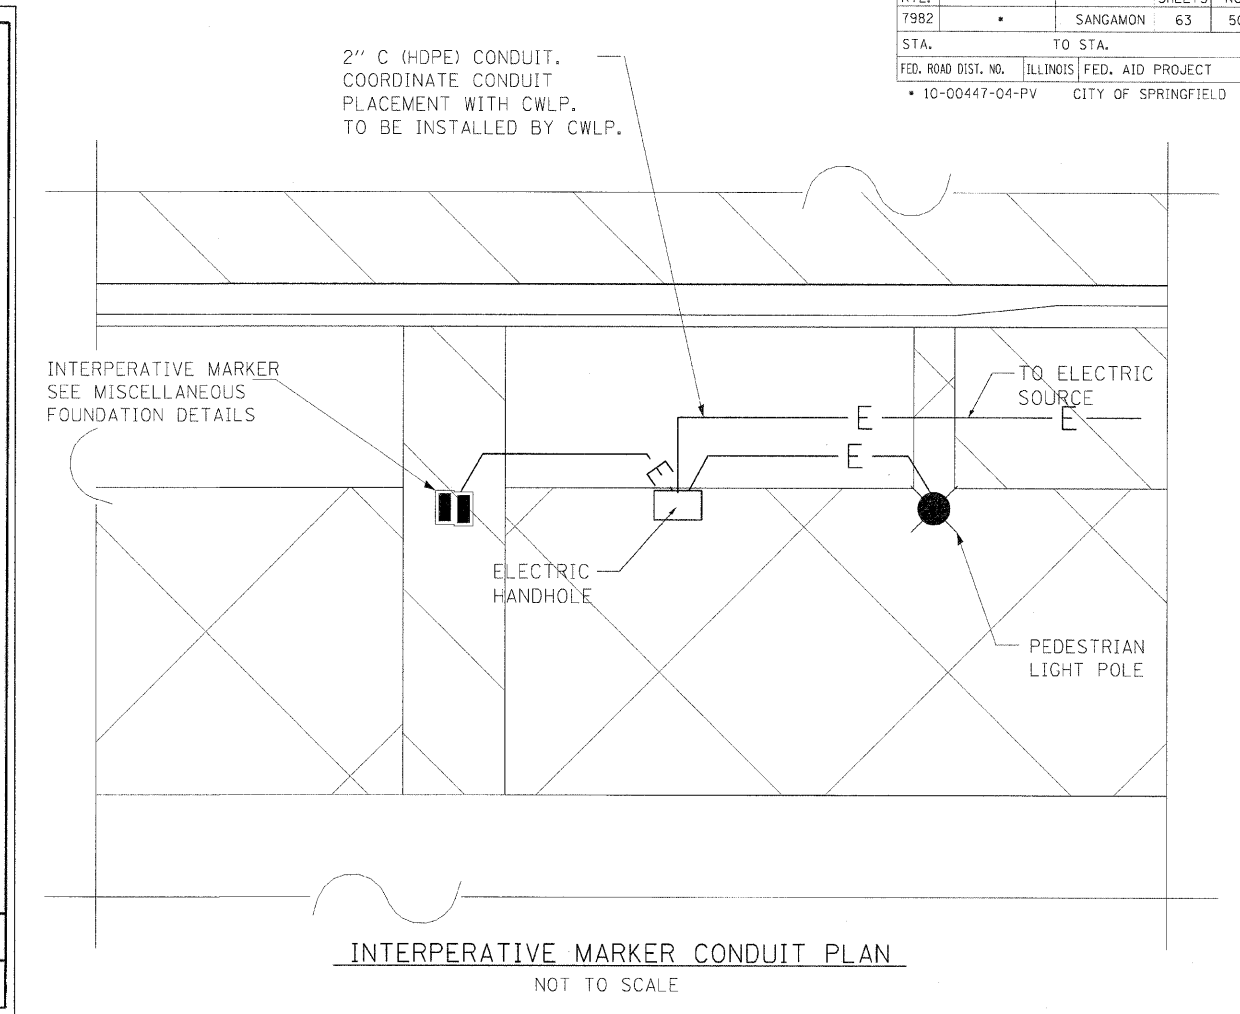 7982 * SANGAMON 63
STA. TO STA.
FED. ROAD DIST. NO. ILLINOIS FED. AID PROJECT
* 10-00447-04-PV CITY OF SPRINGFIELD
2" C (HDPE) CONDUIT.
COORDINATE CONDUIT
PLACEMENT WITH CWLP.
TO BE INSTALLED BY CWLP.
INTERPERATIVE MARKER
SEE MISCELLANEOUS
FOUNDATION DETAILS
TO ELECTRIC
SOURCE
E
E
E
E
ELECTRIC
HANDHOLE
PEDESTRIAN
LIGHT POLE
INTERPERATIVE MARKER CONDUIT PLAN
NOT TO SCALE